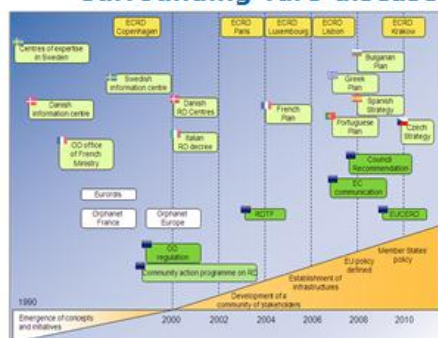 ECRD
Copenhagen
ECRD
Paris
ECRD
Luxembourg
ECRD
Lisbon
ECRD
Krakow
Centres of expertise
in Sweden
Swedish
information centre
Danish
information centre
Danish
RD Centres
OD office
of French
Ministry
Italian
RD decree
French
Plan
Bulgarian
Plan
Greek
Plan
Spanish
Strategy
Portuguese
Plan
Czech
Strategy
Council
Recommendation
EC
communication
Eurordis
Orphanet
France
Orphanet
Europe
RDTF
EUCERD
OD
regulation
Community action programme on RD
Member States'
policy
EU policy
defined
Establishment of
infrastructures
Development of a
community of stakeholders
1990
Emergence of concepts
and initiatives
2000
2002
2004
2006
2008
2010